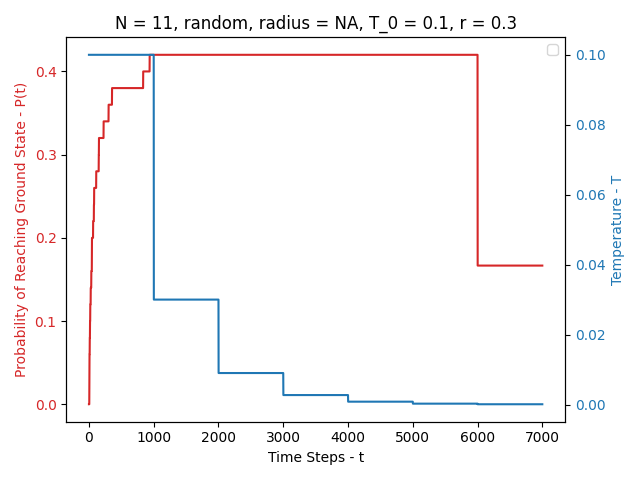 N = 11, random, radius = NA, T_0 = 0.1, r = 0.3
Probability of Reaching Ground State - P(t)
0.4
0.3
0.2
0.1
0.0
0.10
0.08
0.06
0.04
0.02
0.00
Temperature - T
0 1000 2000 3000 4000 5000 6000 7000
Time Steps - t